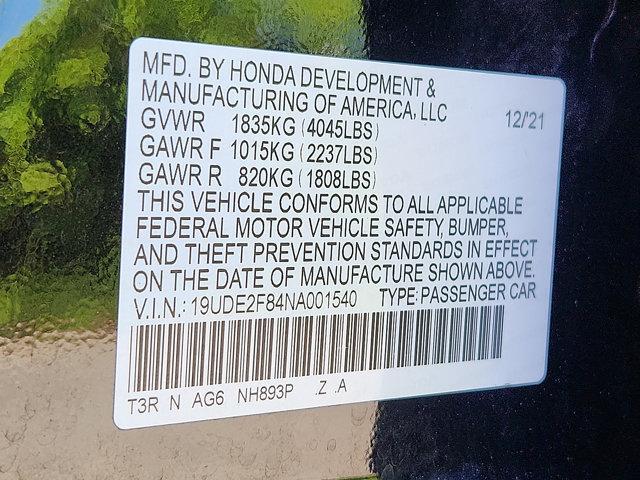 MFD. BY HONDA DEVELOPMENT &
MANUFACTURING OF AMERICA, LLC
12/'21
GVWR 1835KG (4045LBS)
GAWR F 1015KG (2237LBS)
GAWR R 820KG (1808LBS)
THIS VEHICLE CONFORMS TO ALL APPLICABLE
FEDERAL MOTOR VEHICLE SAFETY, BUMPER,
AND THEFT PREVENTION STANDARDS IN EFFECT
ON THE DATE OF MANUFACTURE SHOWN ABOVE.
V.I.N.: 19UDE2F84NA001540 TYPE: PASSENGER CAR
T3R N AG6 NH893P .Z .A